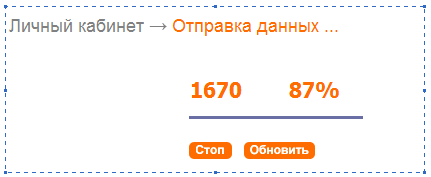 Личный кабинет → Отправка данных ...
1670 87%
Стоп Обновить